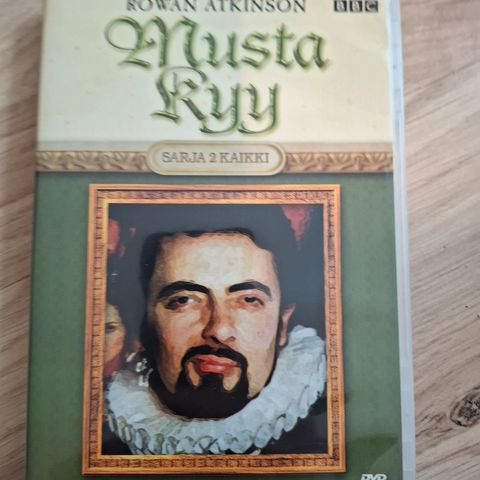 ROWAN ATKINSON
BBC
Musta
Kyy
SARJA 2 KAIKKI
DVD